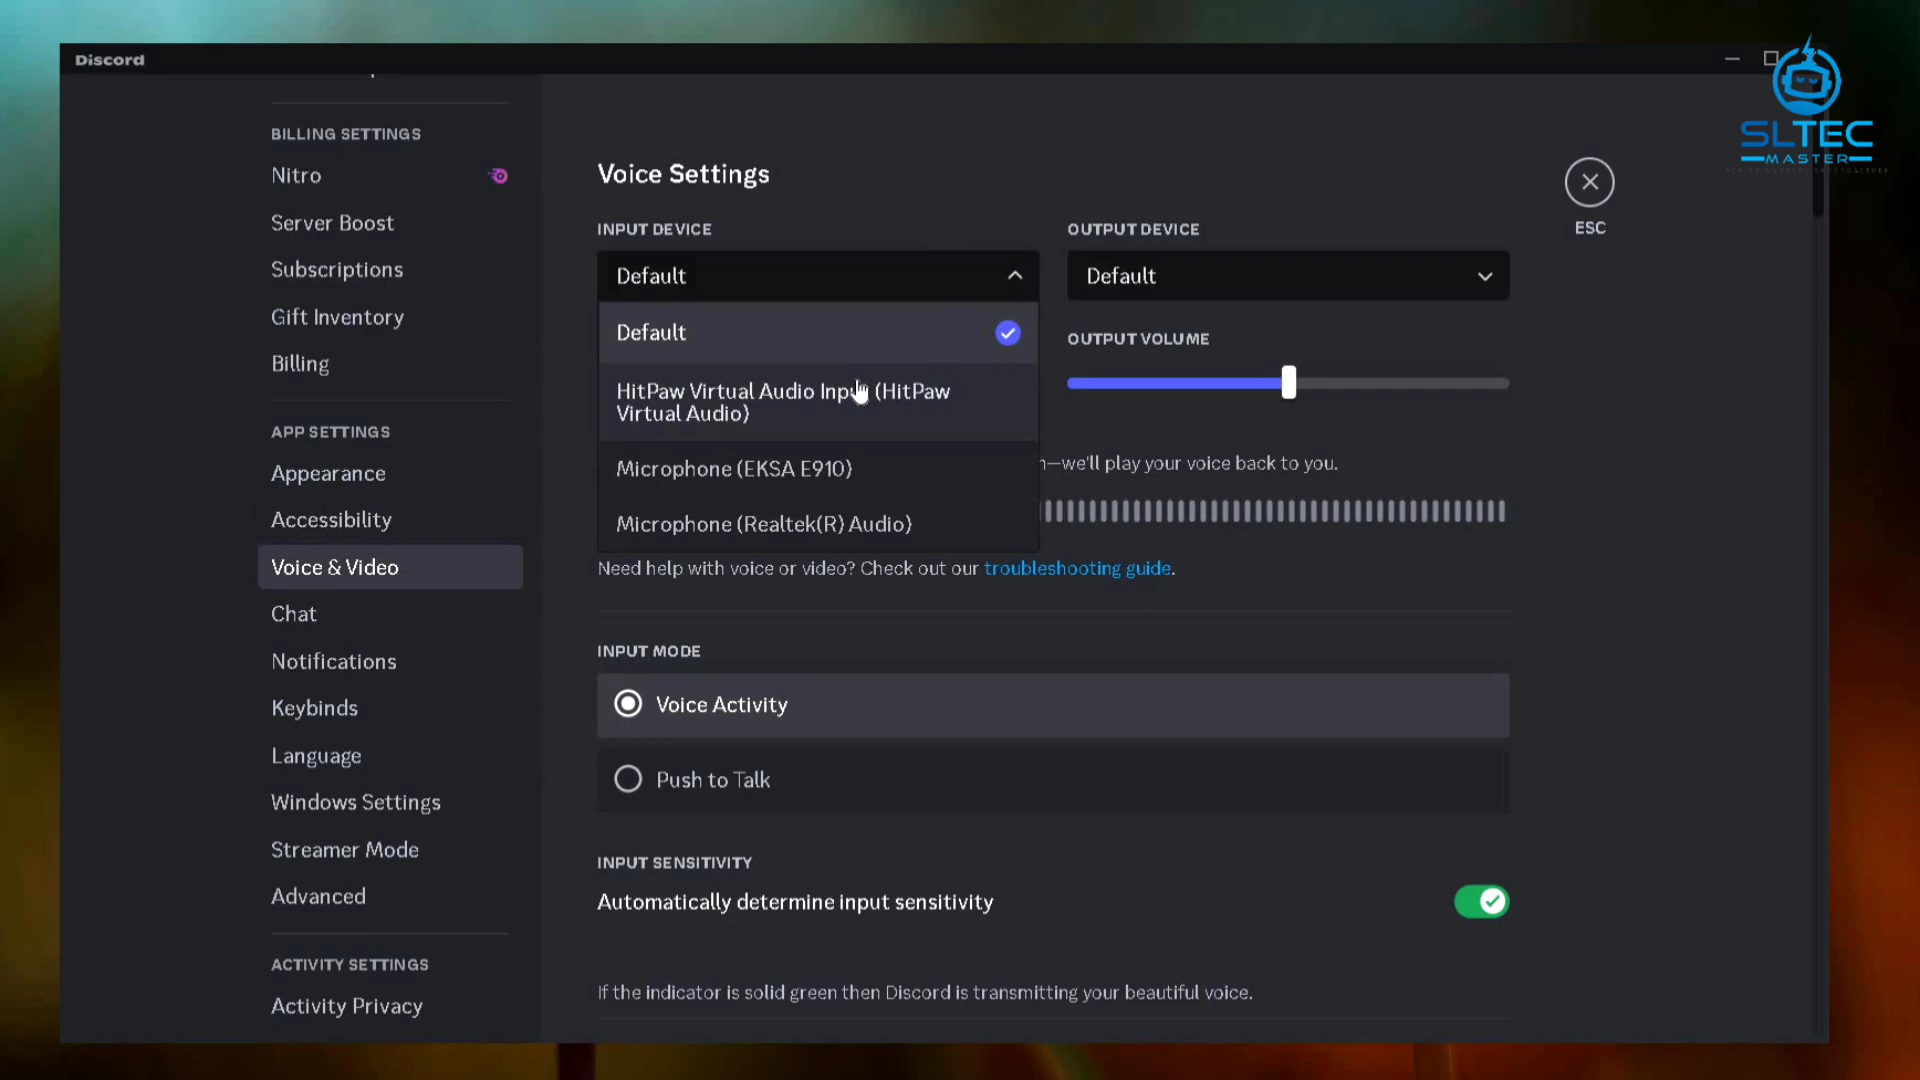 Discord
SLTEC
MASTER
BILLING SETTINGS
Nitro
Server Boost
Subscriptions
Gift Inventory
Billing
APP SETTINGS
Appearance
Accessibility
Voice & Video
Chat
Notifications
Keybinds
Language
Windows Settings
Streamer Mode
Advanced
ACTIVITY SETTINGS
Activity Privacy
Voice Settings
ESC
INPUT DEVICE
Default
Default
HitPaw Virtual Audio Input (HitPaw
Virtual Audio)
Microphone (EKSA E910)
Microphone (Realtek(R) Audio)
OUTPUT DEVICE
Default
OUTPUT VOLUME
—we'll play your voice back to you.
Need help with voice or video? Check out our troubleshooting guide.
INPUT MODE
Voice Activity
Push to Talk
INPUT SENSITIVITY
Automatically determine input sensitivity
If the indicator is solid green then Discord is transmitting your beautiful voice.